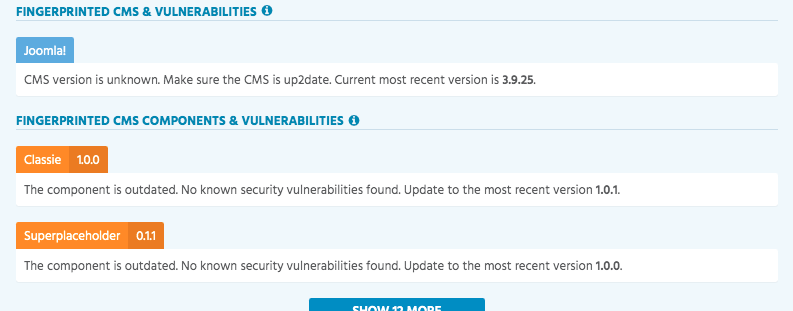 FINGERPRINTED CMS & VULNERABILITIES
Joomla!
CMS version is unknown. Make sure the CMS is up2date. Current most recent version is 3.9.25.
FINGERPRINTED CMS COMPONENTS & VULNERABILITIES
Classie 1.0.0
The component is outdated. No known security vulnerabilities found. Update to the most recent version 1.0.1.
Superplaceholder 0.1.1
The component is outdated. No known security vulnerabilities found. Update to the most recent version 1.0.0.
SHOW 12 MORE